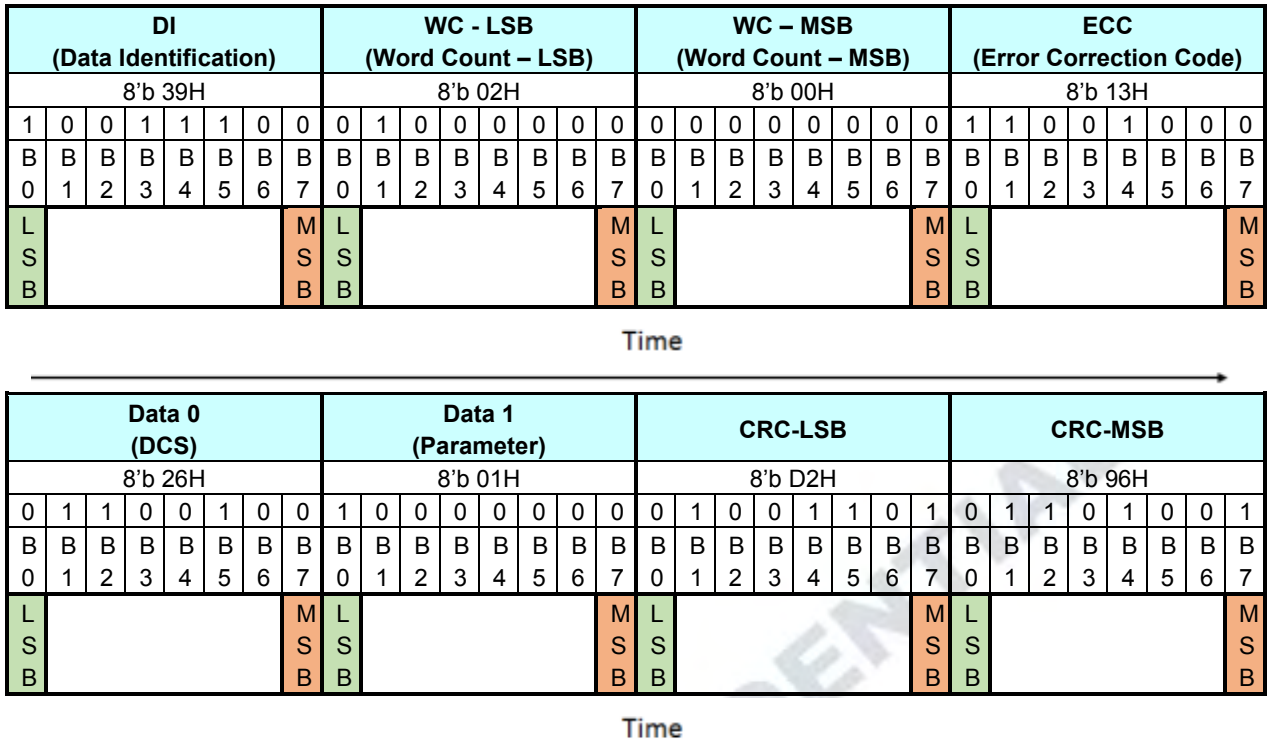 DI WC - LSB WC – MSB ECC
(Data Identification) (Word Count – LSB) (Word Count – MSB) (Error Correction Code)
8’b 39H 8’b 02H 8’b 00H 8’b 13H
1 0 0 1 1 1 0 0 0 1 0 0 0 0 0 0 0 0 0 0 0 0 0 0 1 1 0 0 1 0 0 0
B B B B B B B B B B B B B B B B B B B B B B B B B B B B B B B B
0 1 2 3 4 5 6 7 0 1 2 3 4 5 6 7 0 1 2 3 4 5 6 7 0 1 2 3 4 5 6 7
L M L M L M L M
S S S S S S S S
B B B B B B B B
Time
Data 0 Data 1 CRC-LSB CRC-MSB
(DCS) (Parameter)
8’b 26H 8’b 01H 8’b D2H 8’b 96H
0 1 1 0 0 1 0 0 1 0 0 0 0 0 0 0 0 1 0 0 1 1 0 1 0 1 1 0 1 0 0 1
B B B B B B B B B B B B B B B B B B B B B B B B B B B B B B B B
0 1 2 3 4 5 6 7 0 1 2 3 4 5 6 7 0 1 2 3 4 5 6 7 0 1 2 3 4 5 6 7
L M L M L M L M
S S S S S S S S
B B B B B B B B
Time